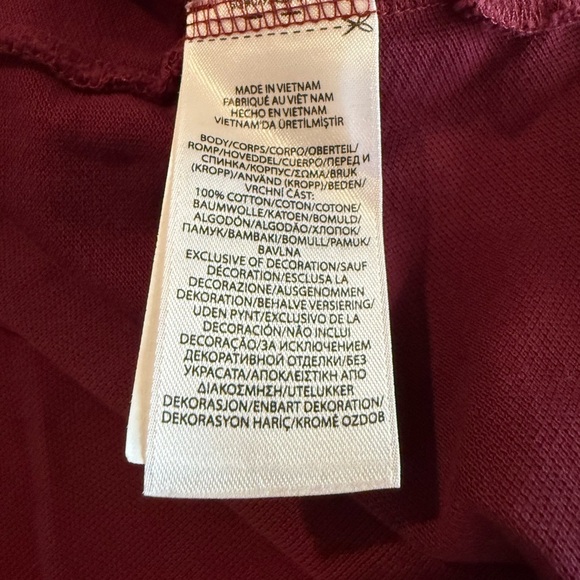 MADE IN VIETNAM
FABRIQUÉ AU VIÊT NAM
HECHO EN VIETNAM
VIETNAM'DA ÜRETİLMİŞTİR
BODY/CORPS/CORPO/OBERTEIL/
ROMP/HOVEDDEL/CUERPO/ПЕРЕД И
СПИНКА/КОРПУС/ΣΩΜΑ/BRUK
(KROPP)/ANVÄND (KROPP)/BEDEN/
VRCHNÍ ČÁST:
100% COTTON/COTON/COTONE/
BAUMWOLLE/KATOEN/BOMULD/
ALGODÓN/ALGODÃO/ХЛОПОК/
ПАМУК/ΒΑΜΒΑΚΙ/BOMULL/PAMUK/
BAVLNA
EXCLUSIVE OF DECORATION/SAUF
DÉCORATION/ESCLUSA LA
DECORAZIONE/AUSGENOMMEN
DEKORATION/BEHALVE VERSIERING/
UDEN PYNT/EXCLUSIVO DE LA
DECORACIÓN/NÃO INCLUI
DECORAÇÃO/ЗА ИСКЛЮЧЕНИЕМ
ДЕКОРАТИВНОЙ ОТДЕЛКИ/БЕЗ
УКРАСАТА/ΑΠΟΚΛΕΙΣΤΙΚΗ ΑΠΟ
ΔΙΑΚΟΣΜΗΣΗ/UTELUKKER
DEKORASJON/ENBART DEKORATION/
DEKORASYON HARİÇ/KROMĚ OZDOB